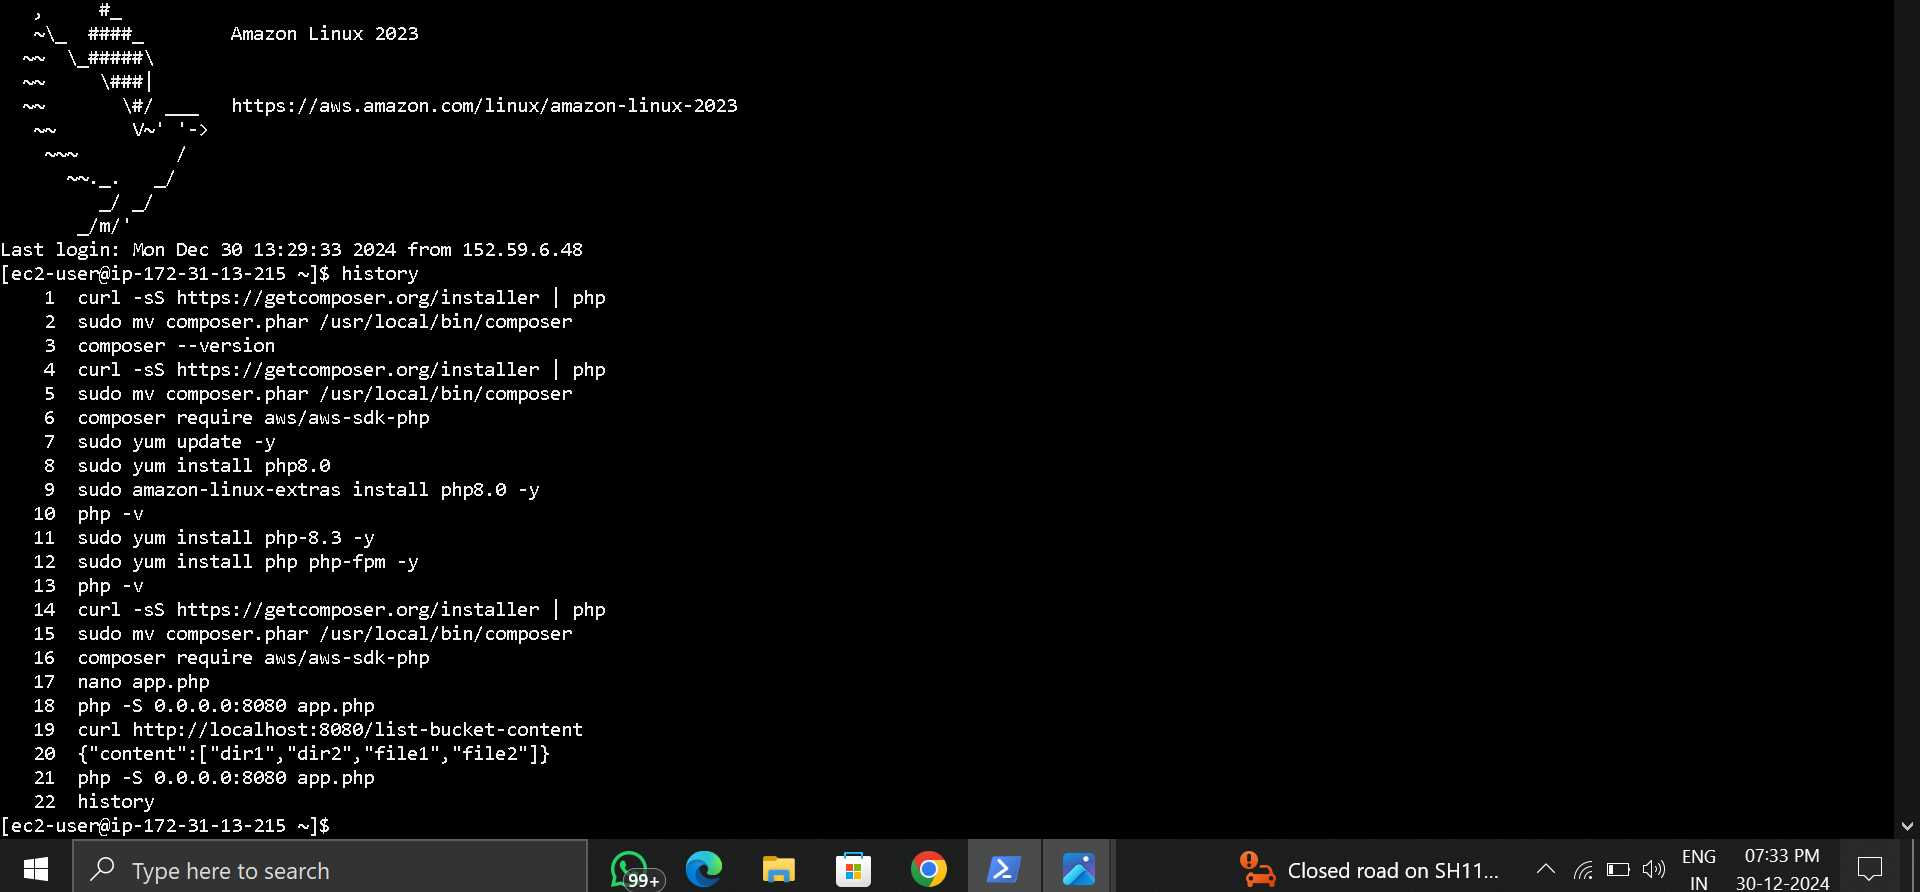 ,     #_
   ~\_  ####_        Amazon Linux 2023
  ~~  \_#####\
  ~~     \###|
  ~~       \#/ ___   https://aws.amazon.com/linux/amazon-linux-2023
   ~~       V~' '->
    ~~~         /
      ~~._.   _/
         _/ _/
       _/m/'
Last login: Mon Dec 30 13:29:33 2024 from 152.59.6.48
[ec2-user@ip-172-31-13-215 ~]$ history
    1  curl -sS https://getcomposer.org/installer | php
    2  sudo mv composer.phar /usr/local/bin/composer
    3  composer --version
    4  curl -sS https://getcomposer.org/installer | php
    5  sudo mv composer.phar /usr/local/bin/composer
    6  composer require aws/aws-sdk-php
    7  sudo yum update -y
    8  sudo yum install php8.0
    9  sudo amazon-linux-extras install php8.0 -y
   10  php -v
   11  sudo yum install php-8.3 -y
   12  sudo yum install php php-fpm -y
   13  php -v
   14  curl -sS https://getcomposer.org/installer | php
   15  sudo mv composer.phar /usr/local/bin/composer
   16  composer require aws/aws-sdk-php
   17  nano app.php
   18  php -S 0.0.0.0:8080 app.php
   19  curl http://localhost:8080/list-bucket-content
   20  {"content":["dir1","dir2","file1","file2"]}
   21  php -S 0.0.0.0:8080 app.php
   22  history
[ec2-user@ip-172-31-13-215 ~]$
Type here to search
99+
Closed road on SH11...
ENG
IN
07:33 PM
30-12-2024